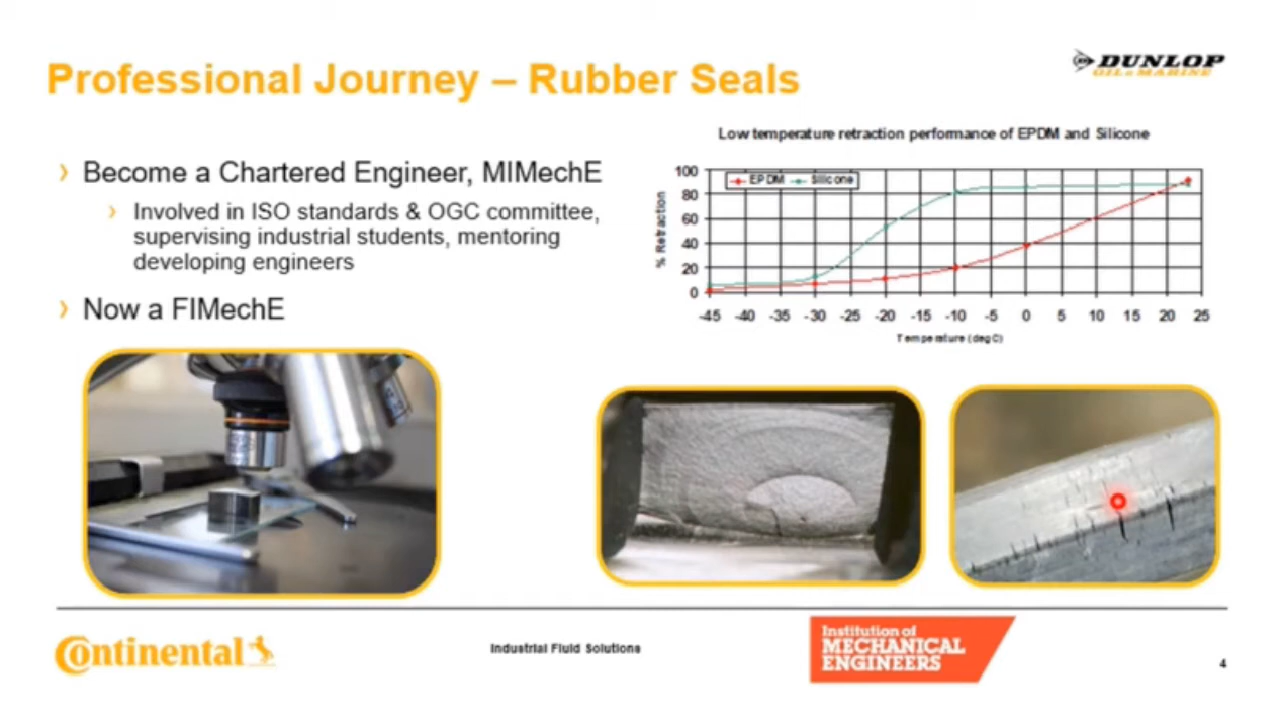 Professional Journey – Rubber Seals
DUNLOP
OIL & MARINE
› Become a Chartered Engineer, MIMechE
› Involved in ISO standards & OGC committee,
supervising industrial students, mentoring
developing engineers
› Now a FIMechE
Low temperature retraction performance of EPDM and Silicone
EPDM Silicone
% Retraction
100
80
60
40
20
0
-45 -40 -35 -30 -25 -20 -15 -10 -5 0 5 10 15 20 25
Temperature (deg C)
Continental
Industrial Fluid Solutions
Institution of
MECHANICAL
ENGINEERS
4